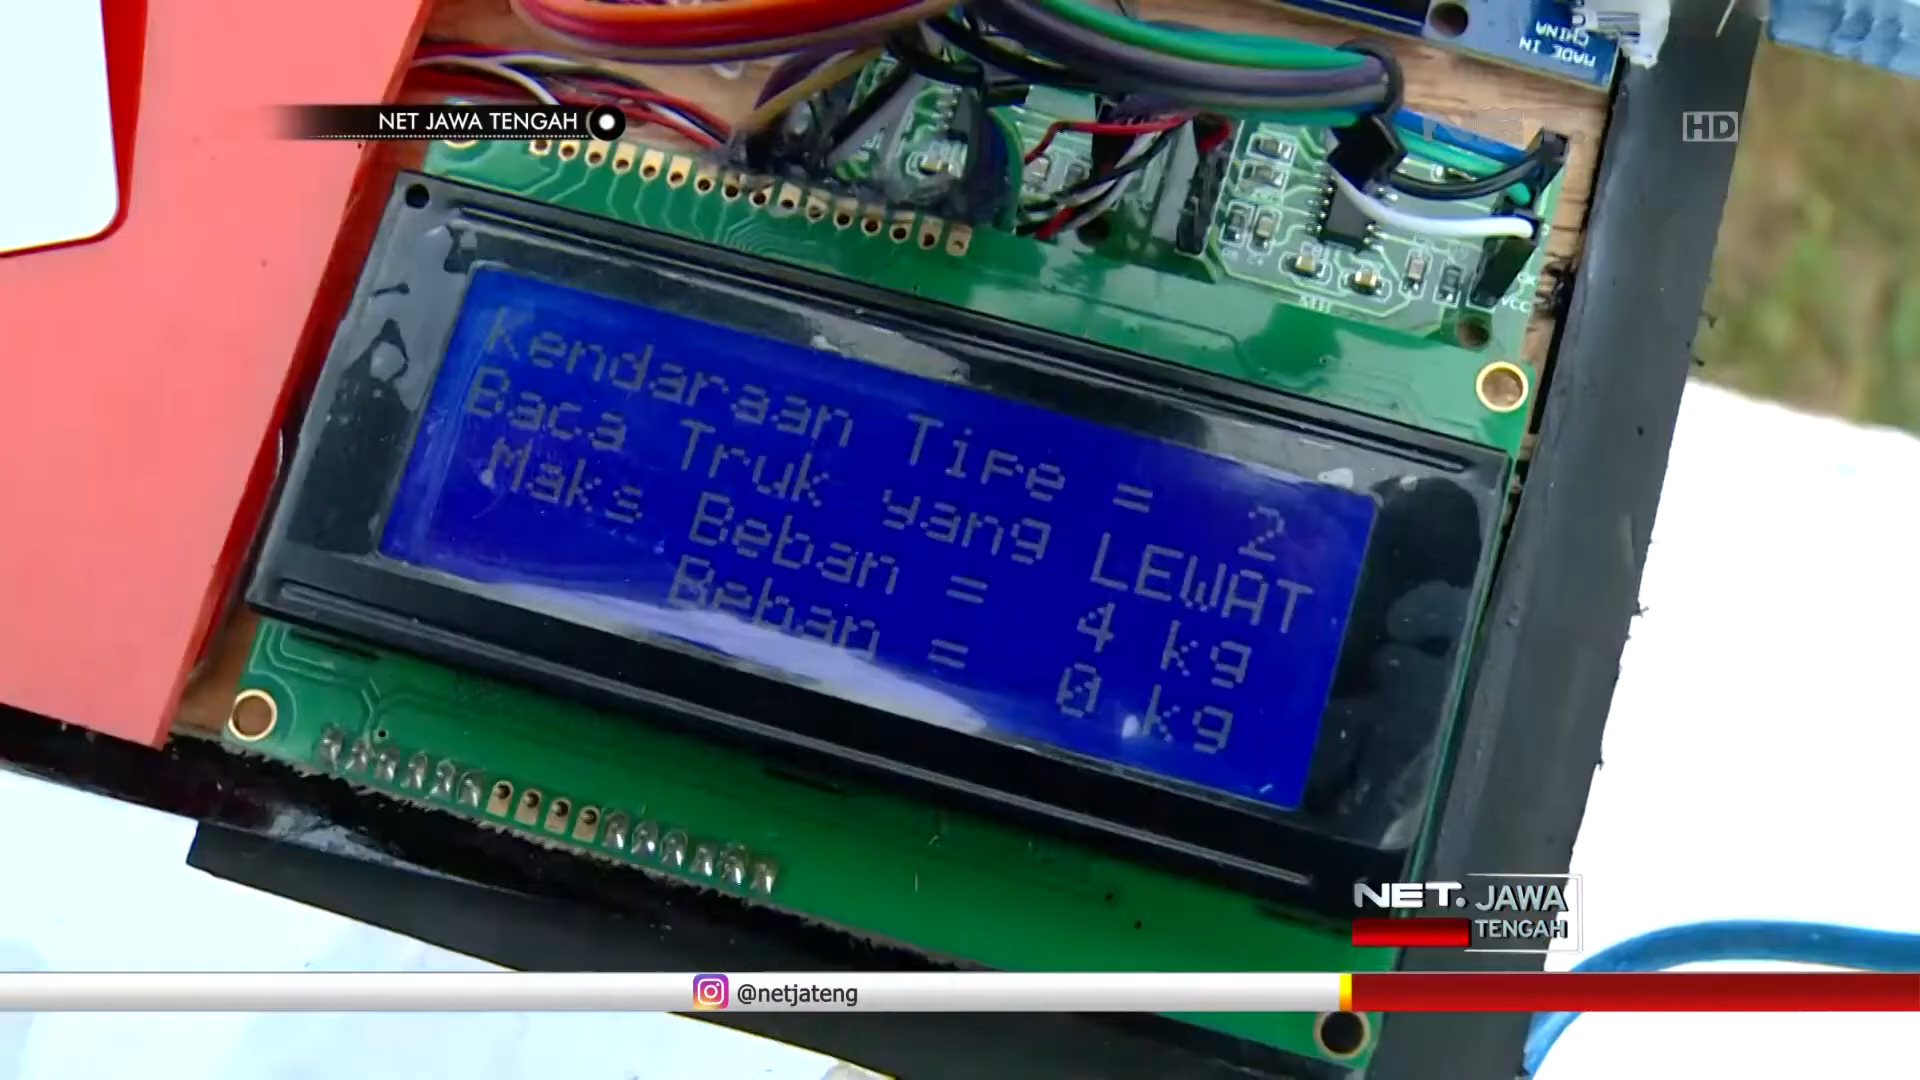 MADE IN
CHINA
NET JAWA TENGAH
HD
VCC
Kendaraan Tipe = 2
Baca Truk yang LEWAT
Maks Beban = 4 kg
Beban = 0 kg
NET. JAWA
TENGAH
@netjateng